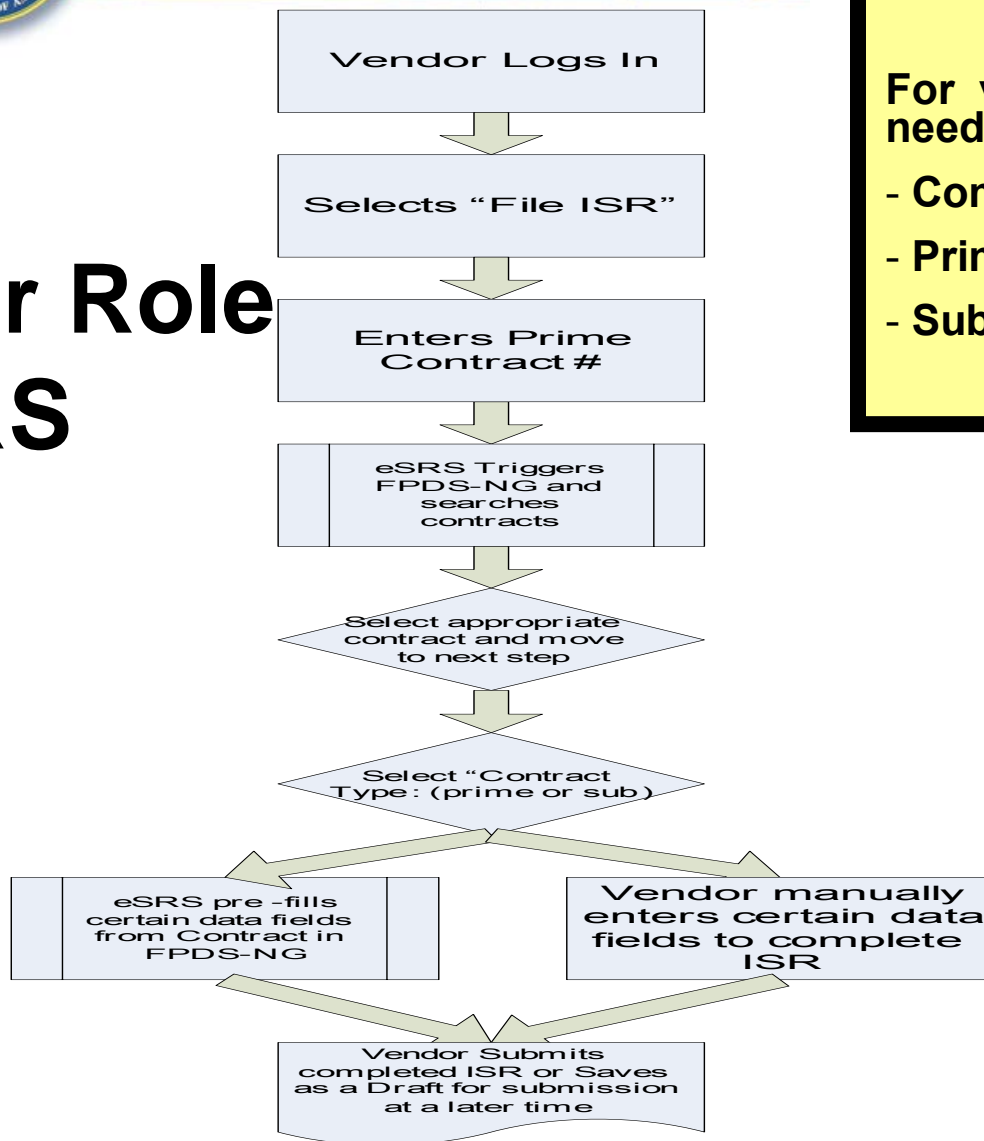 Vendor Logs In
Selects “File ISR”
Enters Prime
Contract #
eSRS Triggers
FPDS-NG and
searches
contracts
Select appropriate
contract and move
to next step
Select “Contract
Type: (prime or sub)
eSRS pre -fills
certain data fields
from Contract in
FPDS-NG
Vendor manually
enters certain data
fields to complete
ISR
Vendor Submits
completed ISR or Saves
as a Draft for submission
at a later time
r Role
For
need
-
-
- Sub